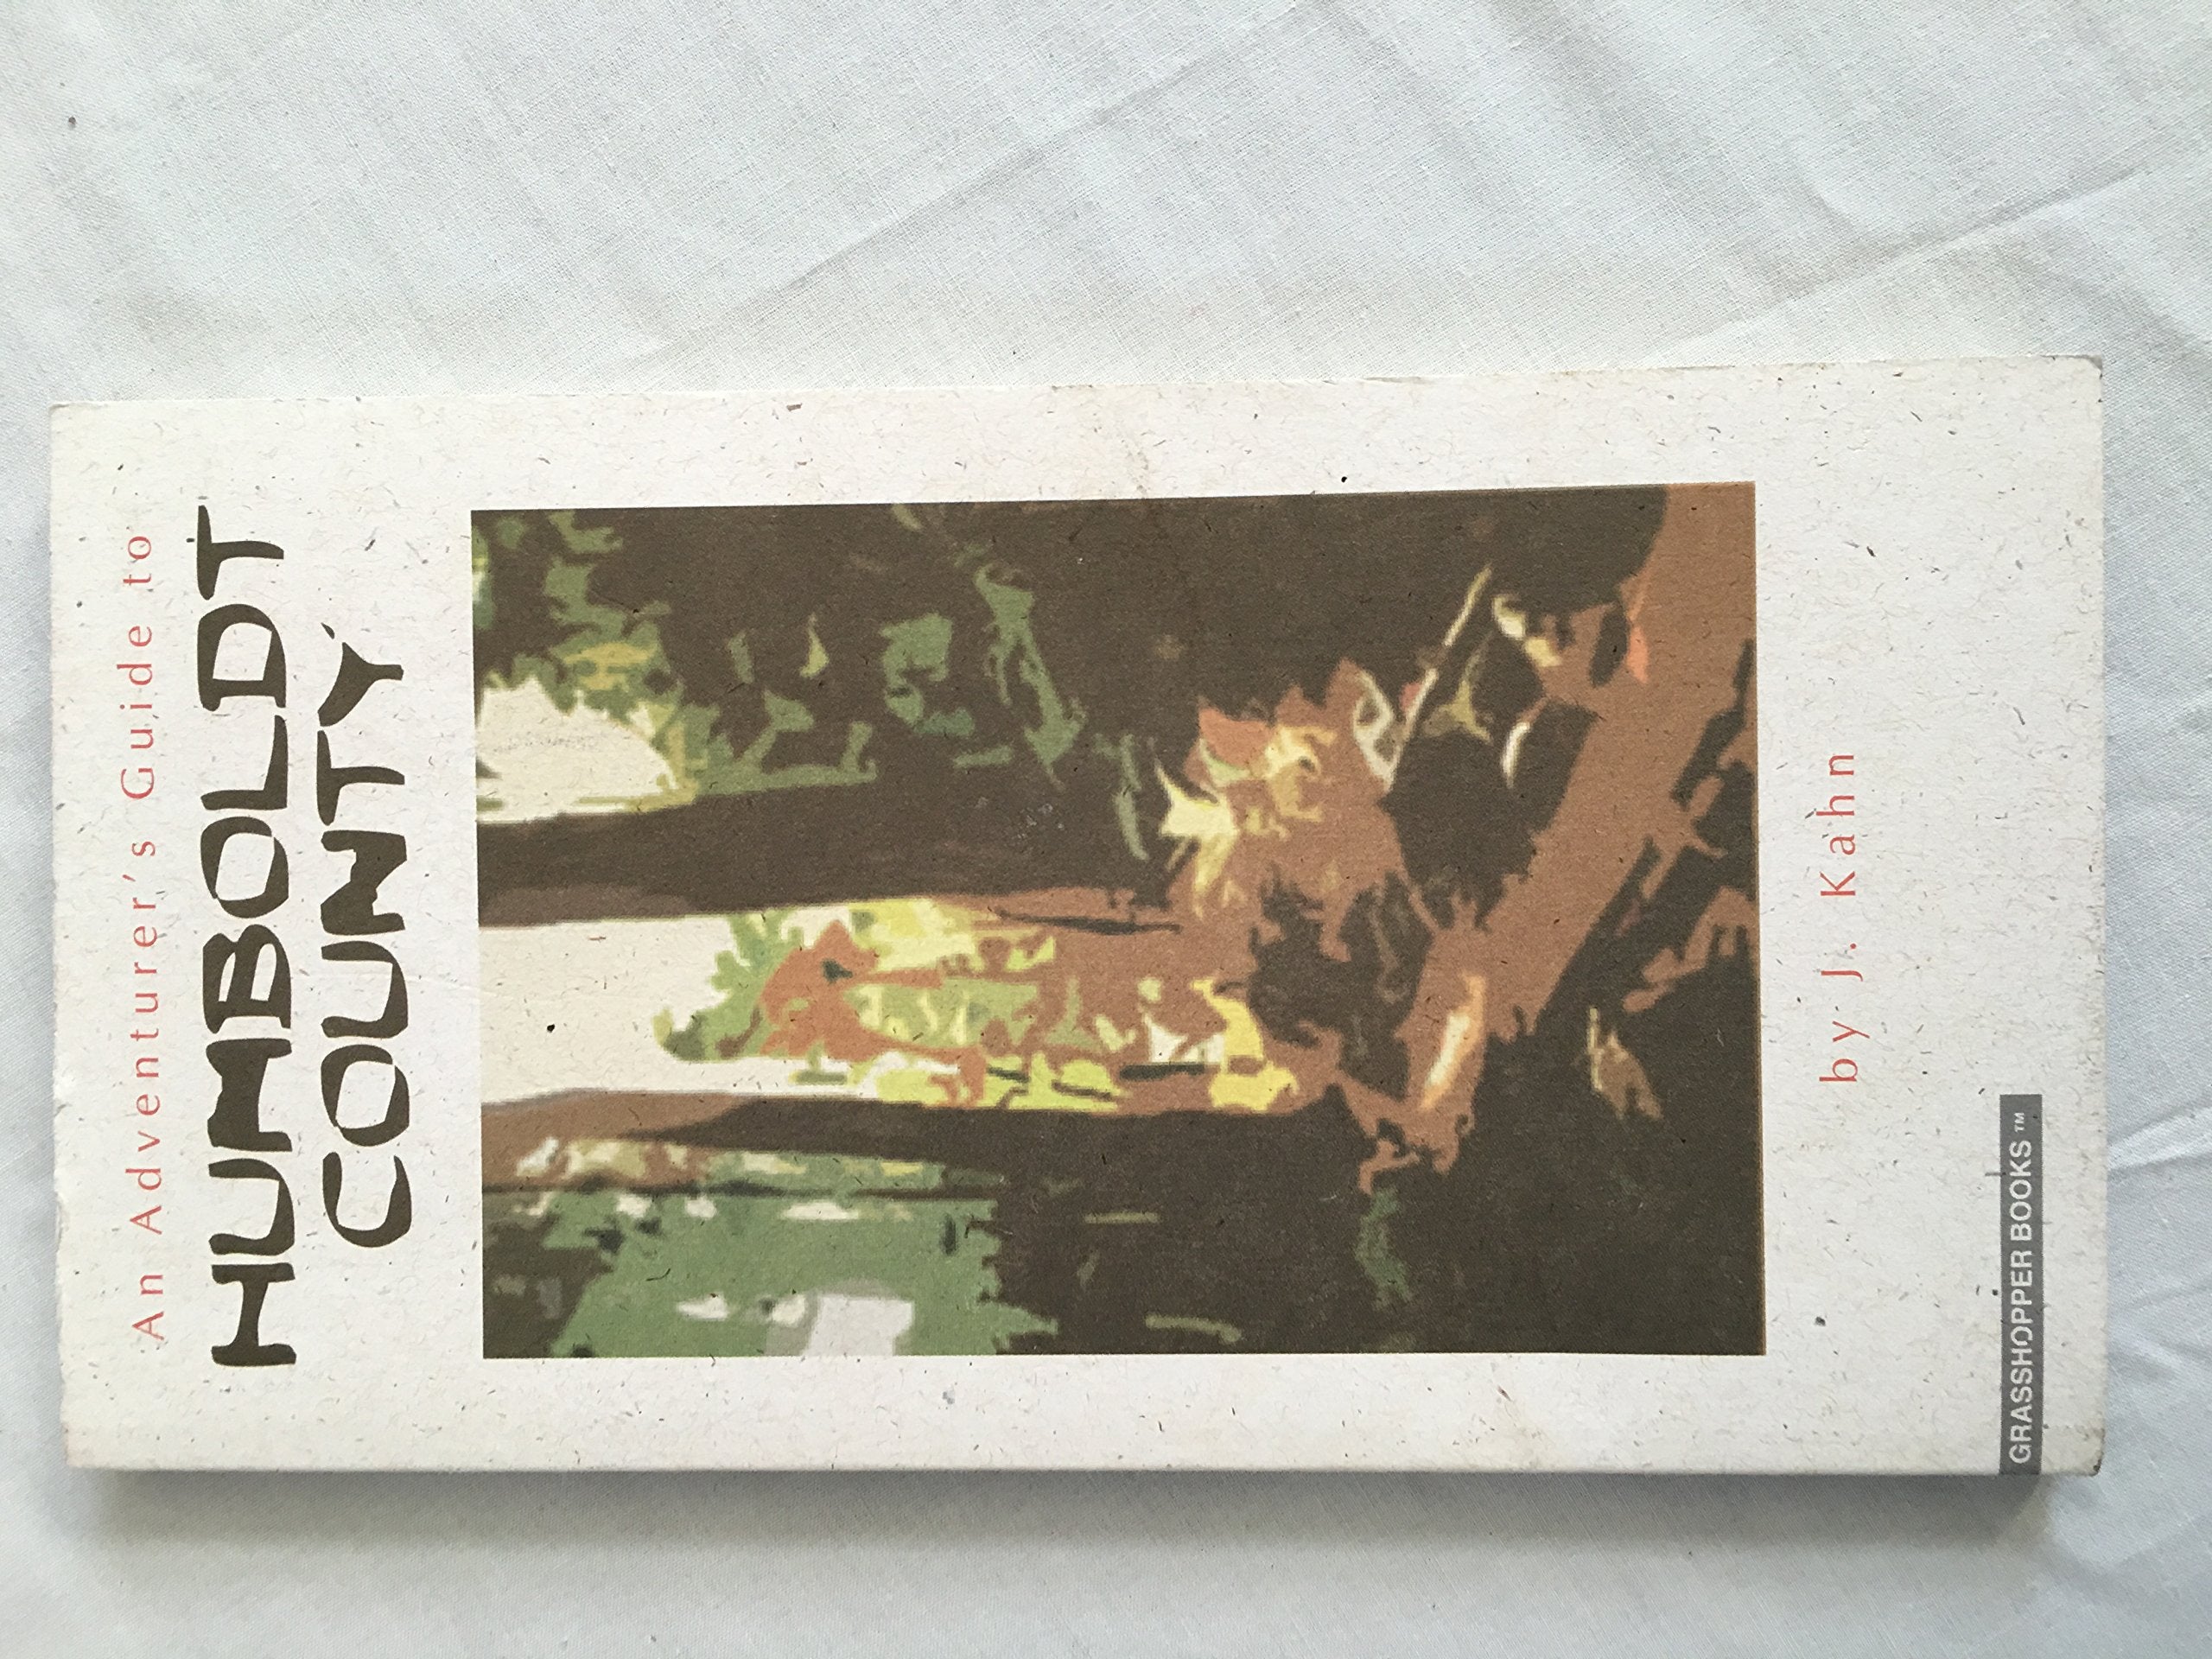 An Adventurer's Guide to
HUMBOLDT
COUNTY
by J. Kahn
GRASSHOPPER BOOKS™